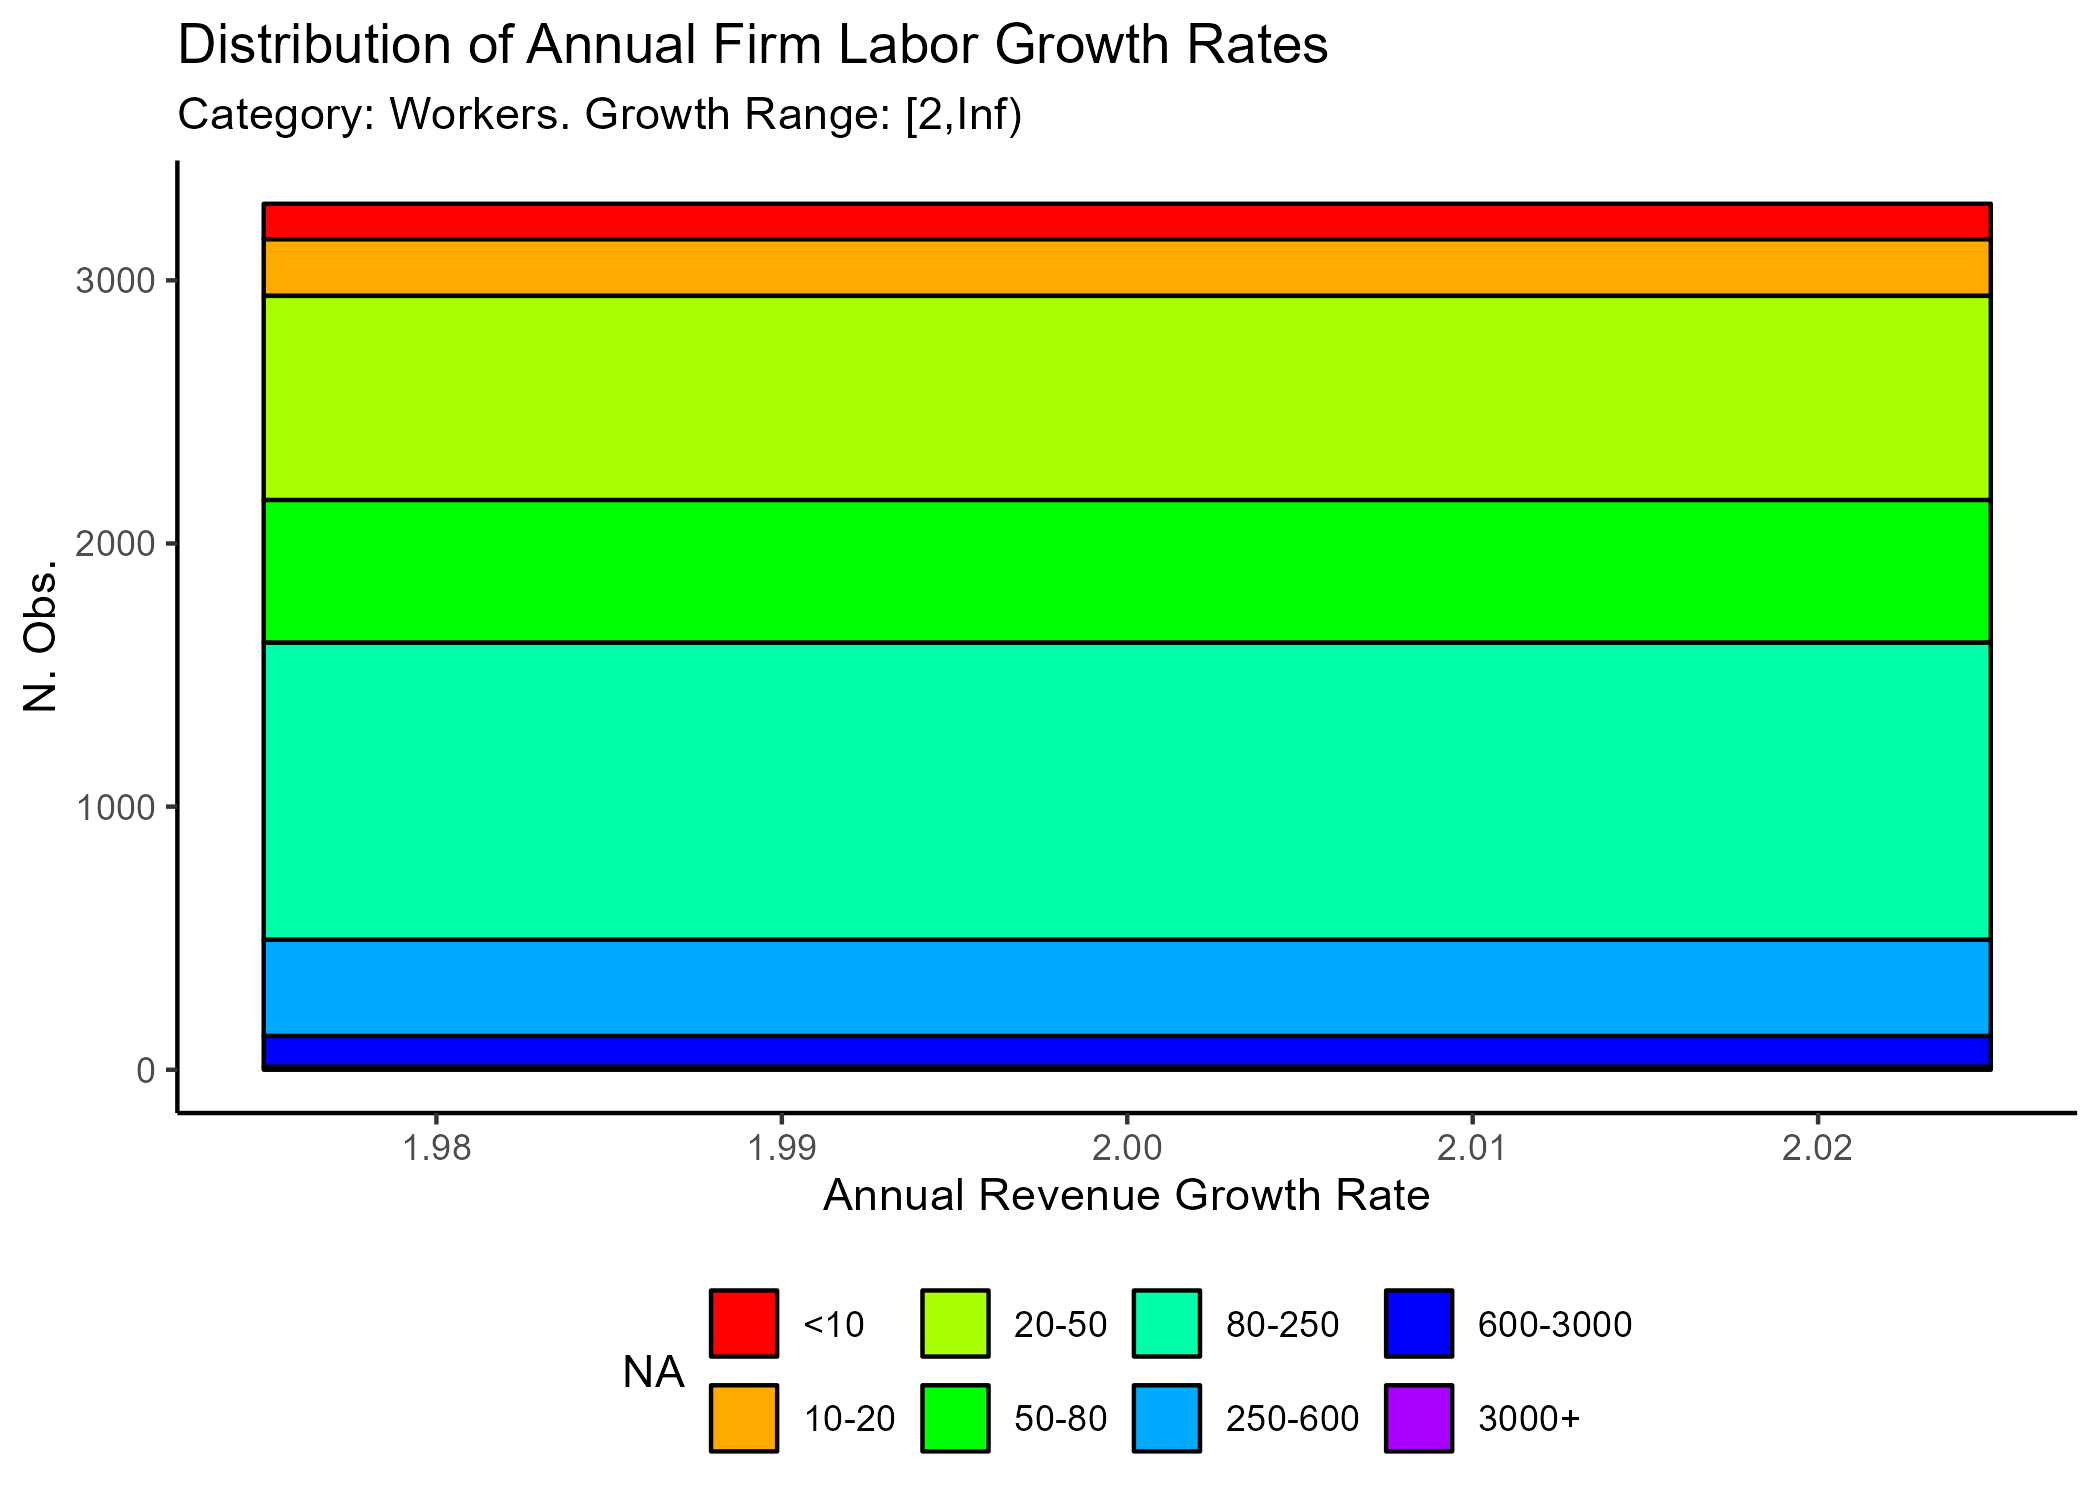 Distribution of Annual Firm Labor Growth Rates
Category: Workers. Growth Range: [2,Inf)
N. Obs.
3000
2000
1000
0
1.98 1.99 2.00 2.01 2.02
Annual Revenue Growth Rate
NA
<10 20-50 80-250 600-3000
10-20 50-80 250-600 3000+